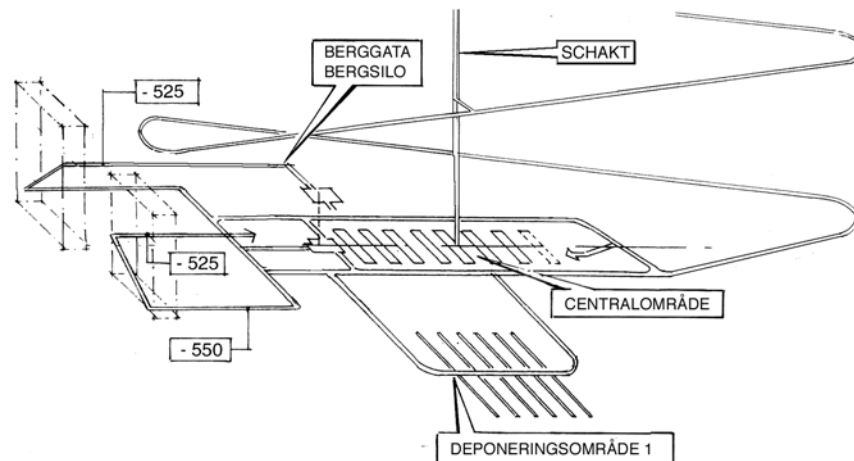 BERGGATA
BERGSILO
SCHAKT
- 525
- 525
CENTRALOMRÅDE
- 550
DEPONERINGSOMRÅDE 1